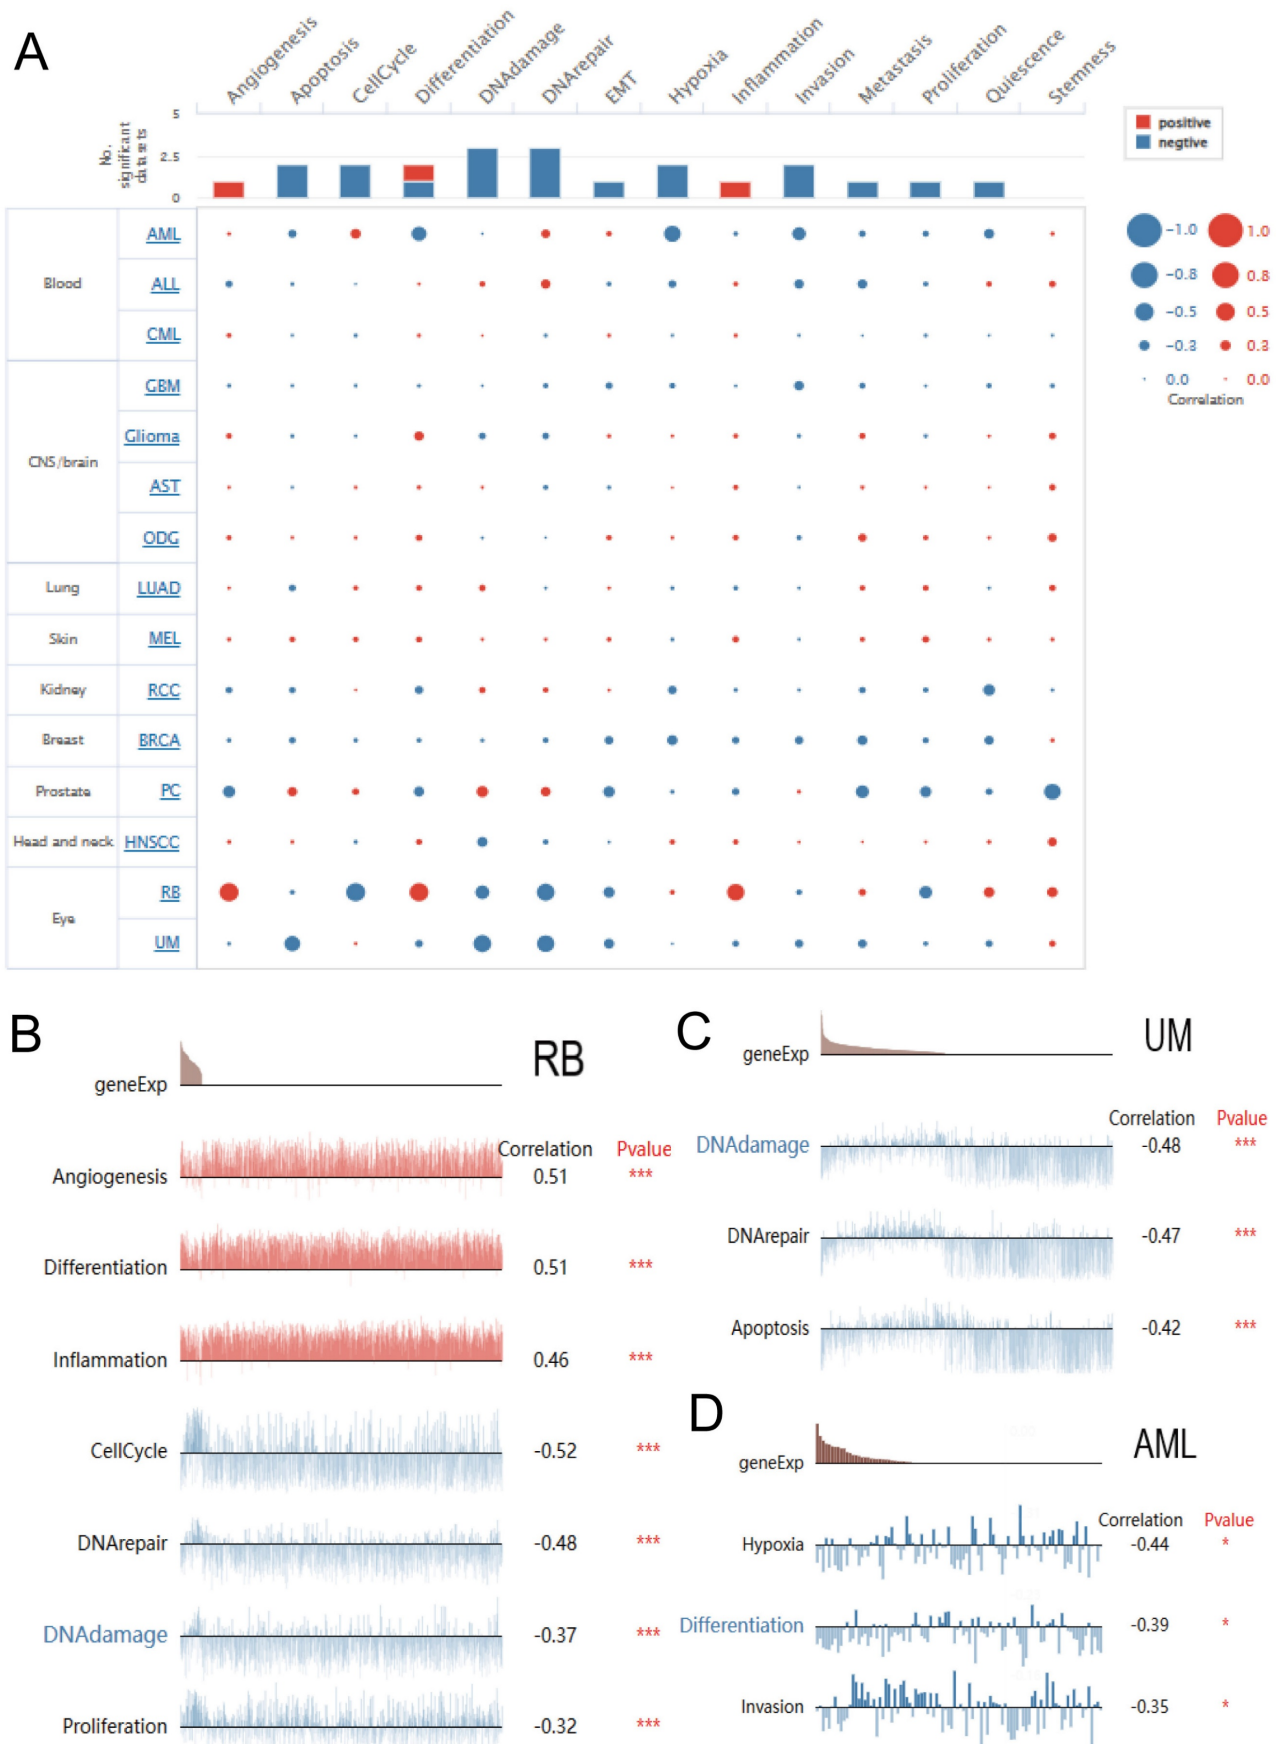 A
Angiogenesis
Apoptosis
CellCycle
Differentiation
DNAdamage
DNArepair
EMT
Hypoxia
Inflammation
Invasion
Metastasis
Proliferation
Quiescence
Stemness
No.
significant
data sets
5
2.5
0
positive
negtive
Blood
AML
ALL
CML
CNS/brain
GBM
Glioma
AST
ODG
Lung
LUAD
Skin
MEL
Kidney
RCC
Breast
BRCA
Prostate
PC
Head and neck
HNSCC
Eye
RB
UM
-1.0 1.0
-0.8 0.8
-0.5 0.5
-0.3 0.3
0.0 0.0
Correlation
B
RB
geneExp
Correlation Pvalue
Angiogenesis 0.51 ***
Differentiation 0.51 ***
Inflammation 0.46 ***
CellCycle -0.52 ***
DNArepair -0.48 ***
DNAdamage -0.37 ***
Proliferation -0.32 ***
C
UM
geneExp
Correlation Pvalue
DNAdamage -0.48 ***
DNArepair -0.47 ***
Apoptosis -0.42 ***
D
AML
geneExp
Correlation Pvalue
Hypoxia -0.44 *
Differentiation -0.39 *
Invasion -0.35 *